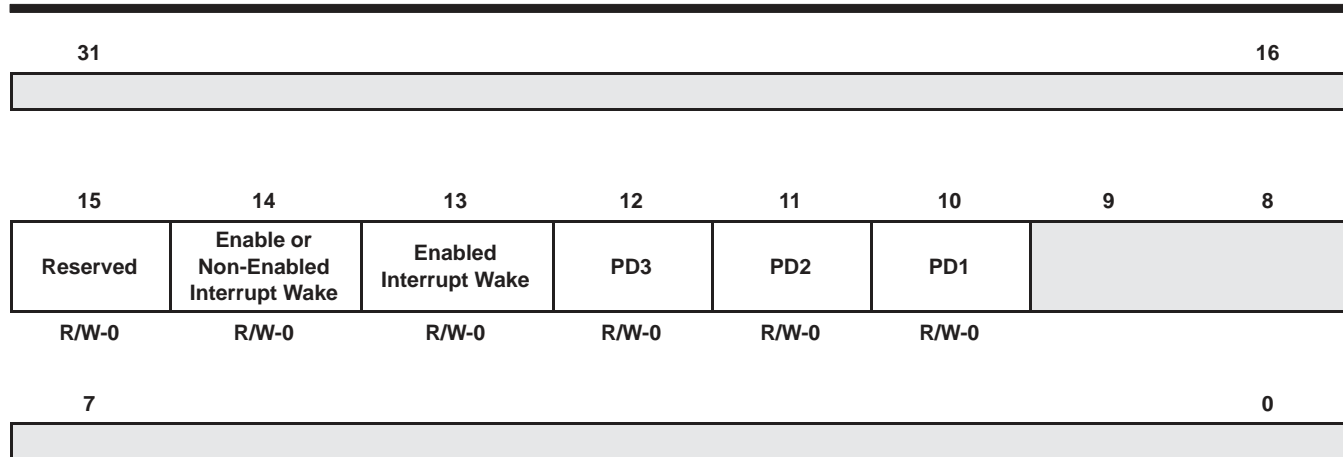 31 16
15 14 13 12 11 10 9 8
Reserved
Enable or
Non-Enabled
Interrupt Wake
Enabled
Interrupt Wake
PD3
PD2
PD1
R/W-0 R/W-0 R/W-0 R/W-0 R/W-0 R/W-0
7 0